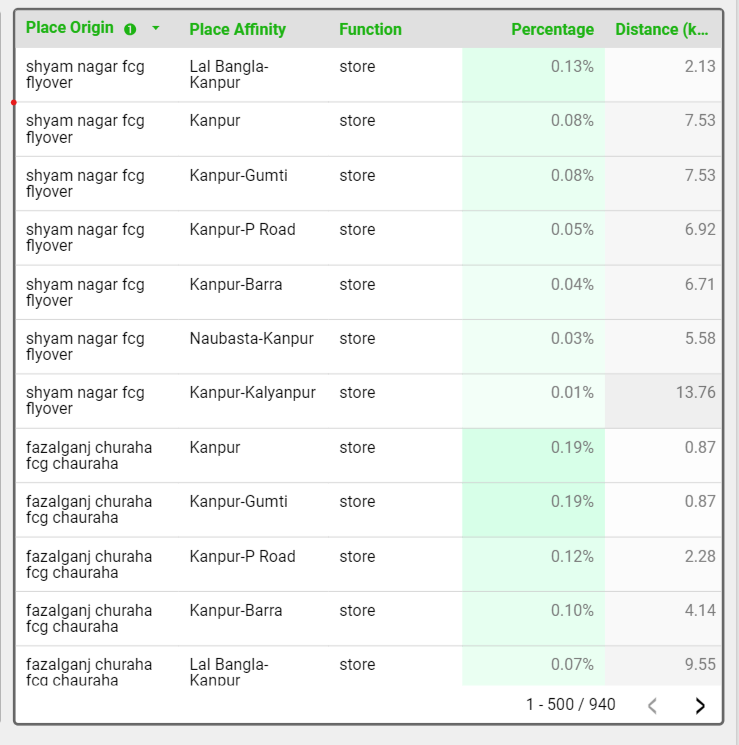 Place Origin 1 Place Affinity Function Percentage Distance (k...
shyam nagar fcg Lal Bangla- store 0.13% 2.13
flyover Kanpur
shyam nagar fcg Kanpur store 0.08% 7.53
flyover
shyam nagar fcg Kanpur-Gumti store 0.08% 7.53
flyover
shyam nagar fcg Kanpur-P Road store 0.05% 6.92
flyover
shyam nagar fcg Kanpur-Barra store 0.04% 6.71
flyover
shyam nagar fcg Naubasta-Kanpur store 0.03% 5.58
flyover
shyam nagar fcg Kanpur-Kalyanpur store 0.01% 13.76
flyover
fazalganj churaha Kanpur store 0.19% 0.87
fcg chauraha
fazalganj churaha Kanpur-Gumti store 0.19% 0.87
fcg chauraha
fazalganj churaha Kanpur-P Road store 0.12% 2.28
fcg chauraha
fazalganj churaha Kanpur-Barra store 0.10% 4.14
fcg chauraha
fazalganj churaha Lal Bangla- store 0.07% 9.55
fcg chauraha Kanpur
1 - 500 / 940